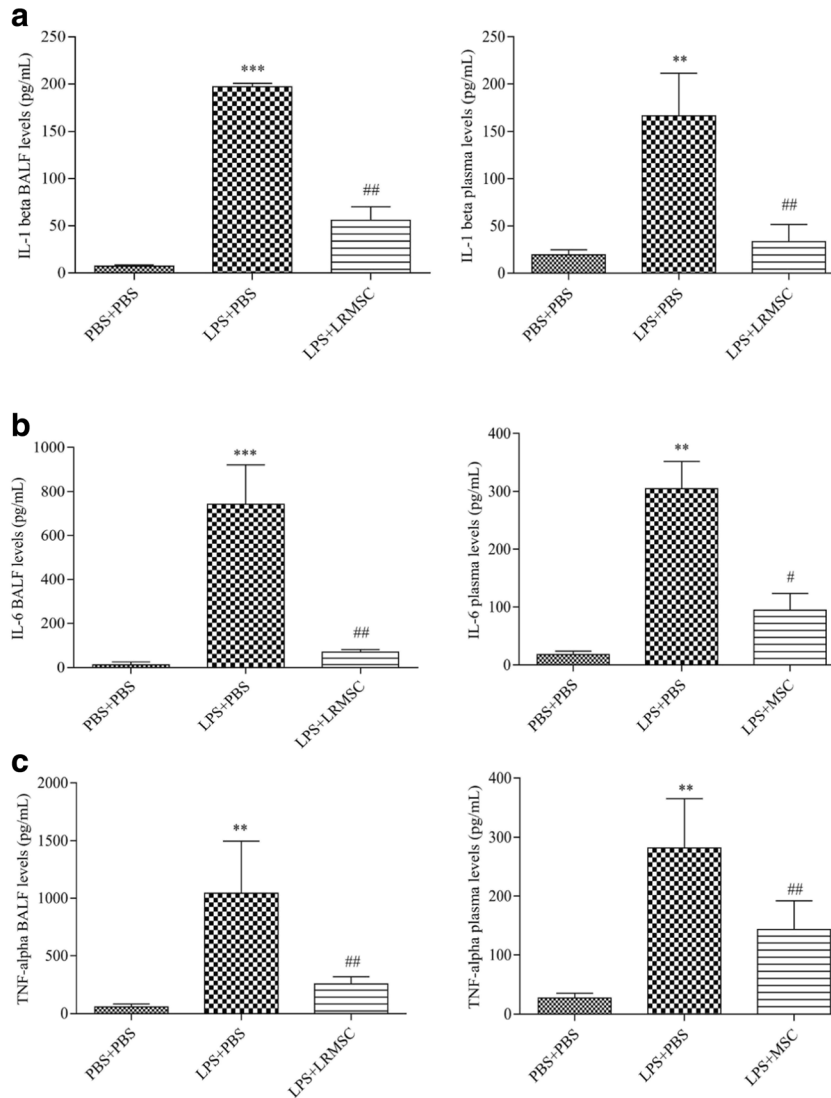 a
IL-1 beta BALF levels (pg/mL)
250
200
150
100
50
0
***
##
PBS+PBS
LPS+PBS
LPS+LRMSC
IL-1 beta plasma levels (pg/mL)
250
200
150
100
50
0
**
##
PBS+PBS
LPS+PBS
LPS+LRMSC
b
IL-6 BALF levels (pg/mL)
1000
800
600
400
200
0
***
##
PBS+PBS
LPS+PBS
LPS+LRMSC
IL-6 plasma levels (pg/mL)
400
300
200
100
0
**
#
PBS+PBS
LPS+PBS
LPS+MSC
c
TNF-alpha BALF levels (pg/mL)
2000
1500
1000
500
0
**
##
PBS+PBS
LPS+PBS
LPS+LRMSC
TNF-alpha plasma levels (pg/mL)
400
300
200
100
0
**
##
PBS+PBS
LPS+PBS
LPS+MSC